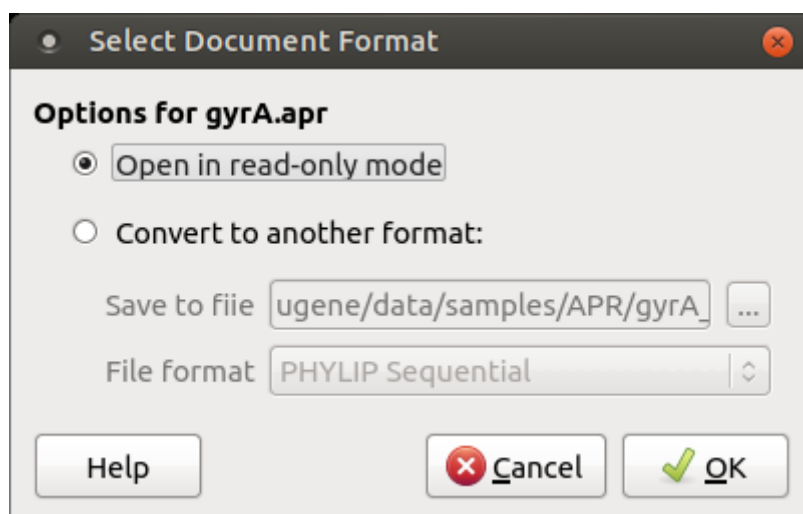 Select Document Format
Options for gyrA.apr
Open in read-only mode
Convert to another format:
Save to fiie ugene/data/samples/APR/gyrA_ ...
File format PHYLIP Sequential
Help Cancel OK